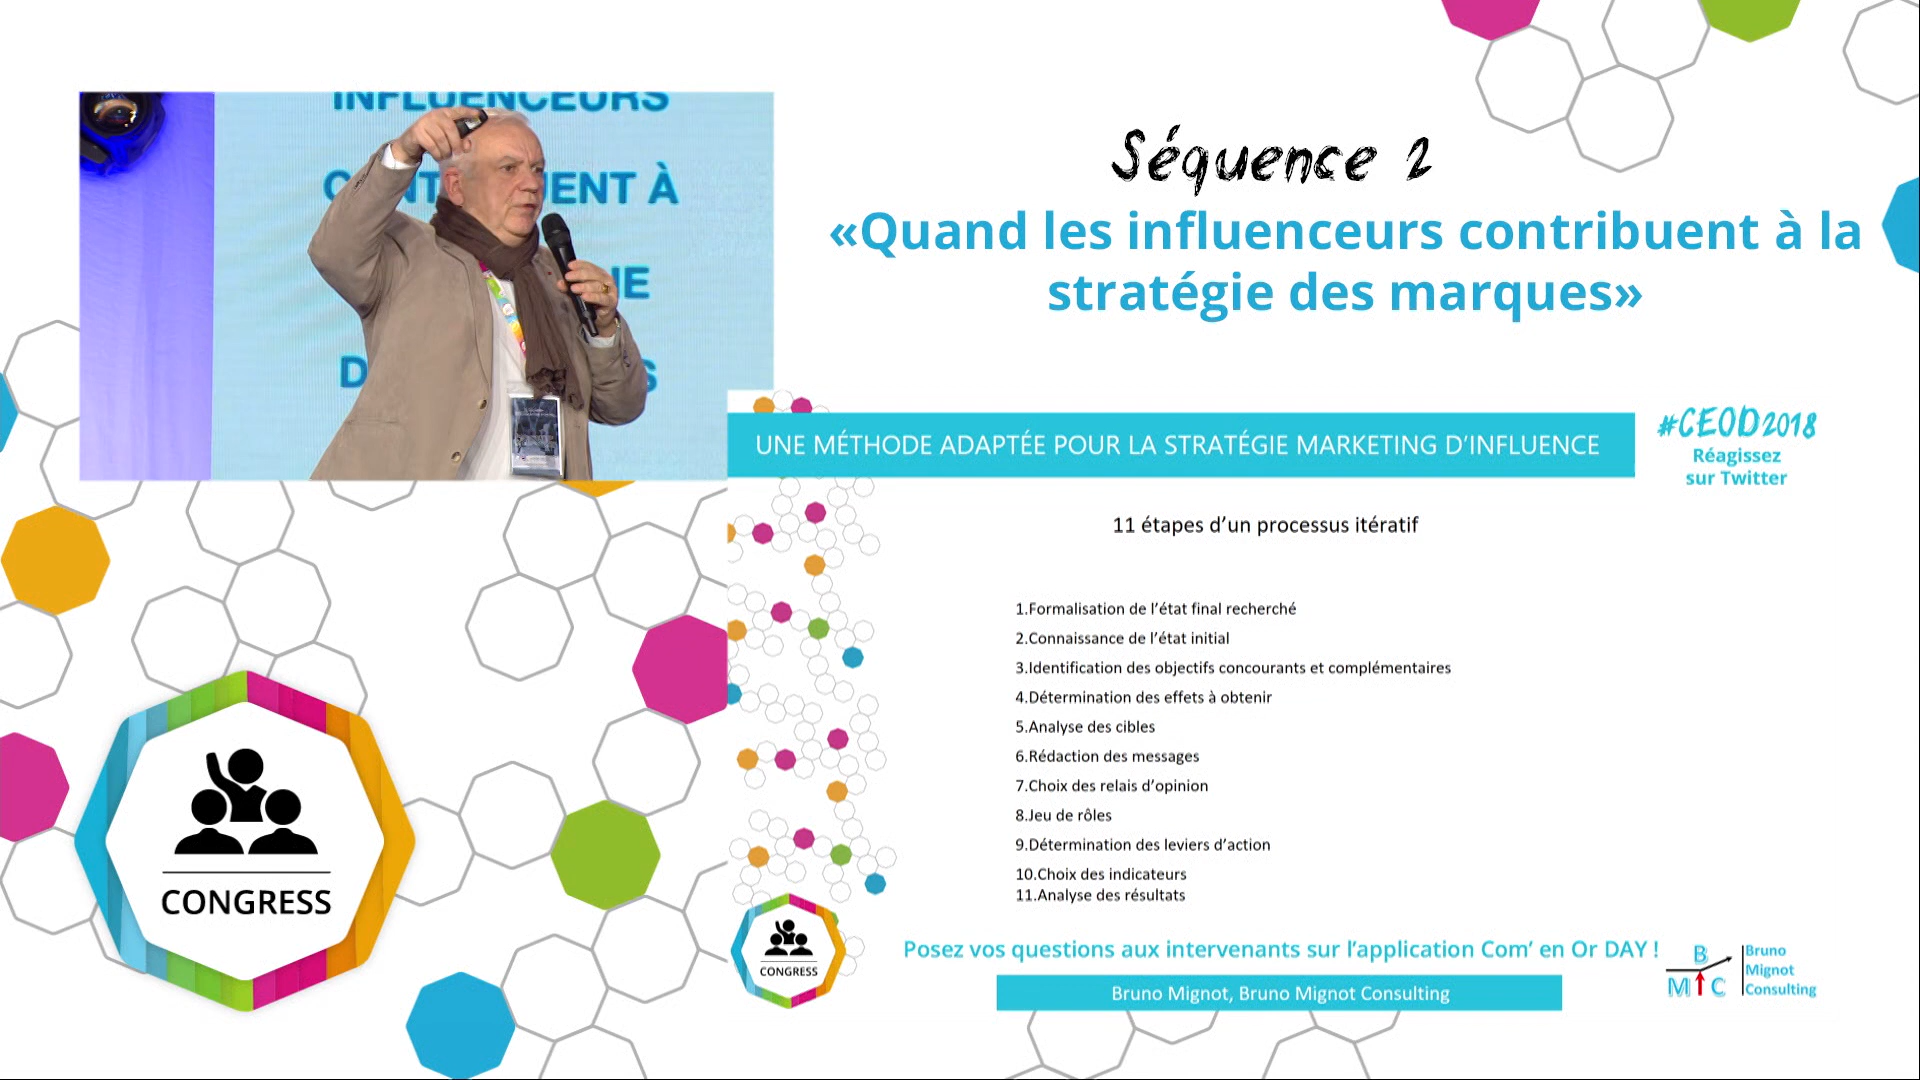 INFLUENCEURS
À
Séquence 2
«Quand les influenceurs contribuent à la
stratégie des marques»
UNE MÉTHODE ADAPTÉE POUR LA STRATÉGIE MARKETING D’INFLUENCE
#CEOD2018
Réagissez
sur Twitter
11 étapes d’un processus itératif
1.Formalisation de l’état final recherché
2.Connaissance de l’état initial
3.Identification des objectifs concourants et complémentaires
4.Détermination des effets à obtenir
5.Analyse des cibles
6.Rédaction des messages
7.Choix des relais d’opinion
8.Jeu de rôles
9.Détermination des leviers d’action
10.Choix des indicateurs
11.Analyse des résultats
CONGRESS
CONGRESS
Posez vos questions aux intervenants sur l’application Com’ en Or DAY !
Bruno Mignot, Bruno Mignot Consulting
B
M C
Bruno
Mignot
Consulting